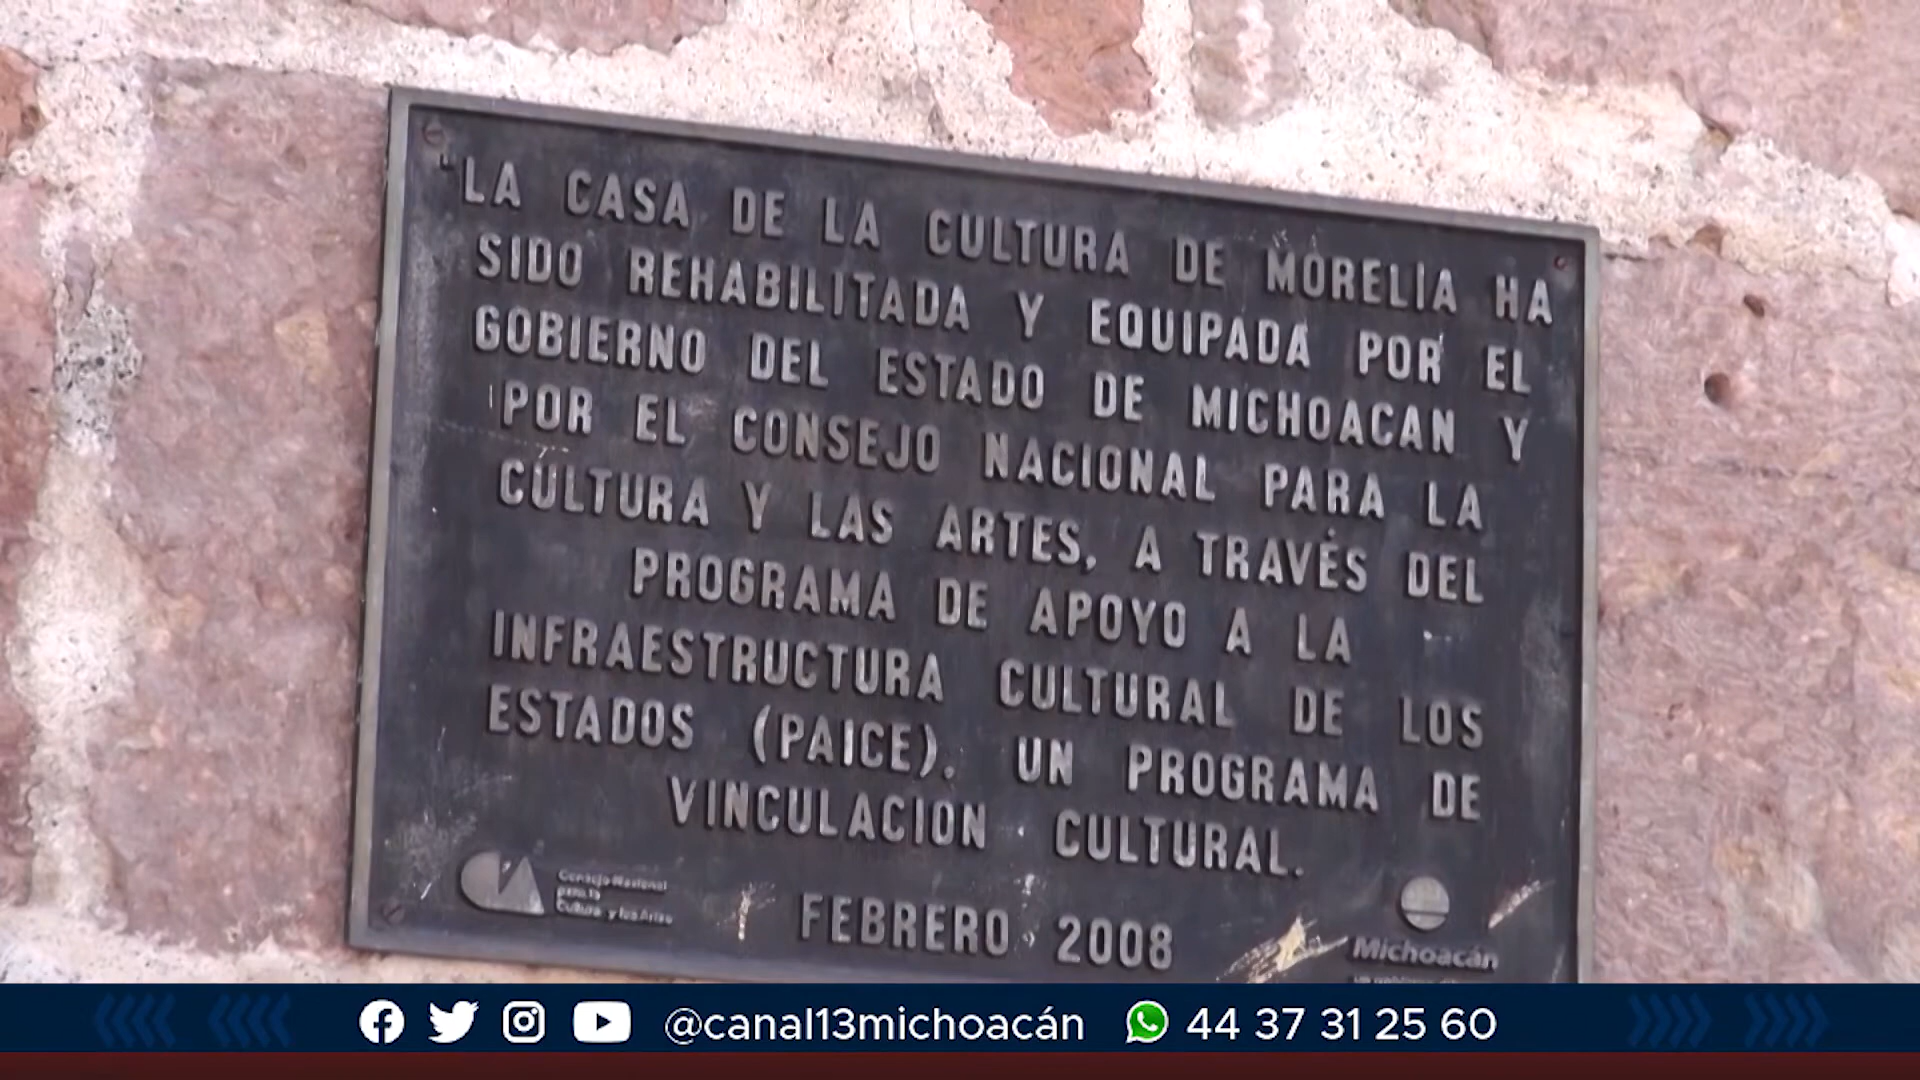 "LA CASA DE LA CULTURA DE MORELIA HA
SIDO REHABILITADA Y EQUIPADA POR EL
GOBIERNO DEL ESTADO DE MICHOACAN Y
POR EL CONSEJO NACIONAL PARA LA
CULTURA Y LAS ARTES, A TRAVÉS DEL
PROGRAMA DE APOYO A LA
INFRAESTRUCTURA CULTURAL DE LOS
ESTADOS (PAICE), UN PROGRAMA DE
VINCULACION CULTURAL.
Consejo Nacional
para la
Cultura y las Artes
FEBRERO 2008
Michoacán
@canal13michoacán 44 37 31 25 60